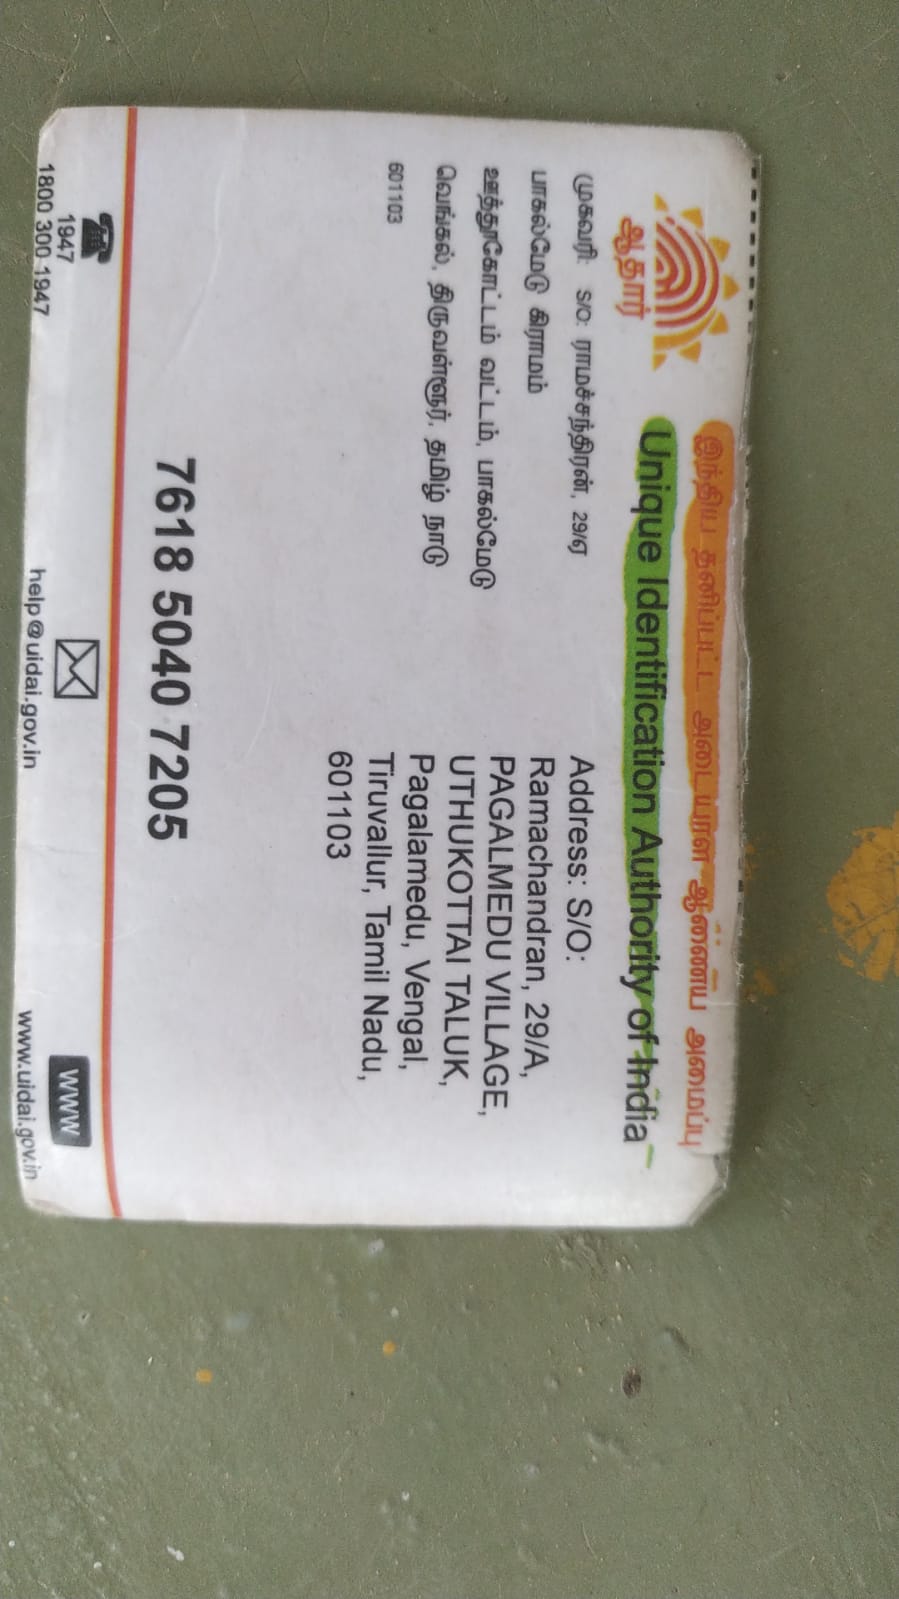 இந்திய தனிப்பட்ட அடையாள ஆணைய அமைப்பு
Unique Identification Authority of India
ஆதார்
முகவரி: S/O: ராமச்சந்திரன், 29/ஏ
பாகல்மேடு கிராமம்
ஊத்துகோட்டம் வட்டம், பாகல்மேடு
வெங்கல், திருவள்ளூர், தமிழ் நாடு
601103
Address: S/O:
Ramachandran, 29/A,
PAGALMEDU VILLAGE,
UTHUKOTTAI TALUK,
Pagalamedu, Vengal,
Tiruvallur, Tamil Nadu,
601103
7618 5040 7205
1947
1800 300 1947
help@uidai.gov.in
www
www.uidai.gov.in